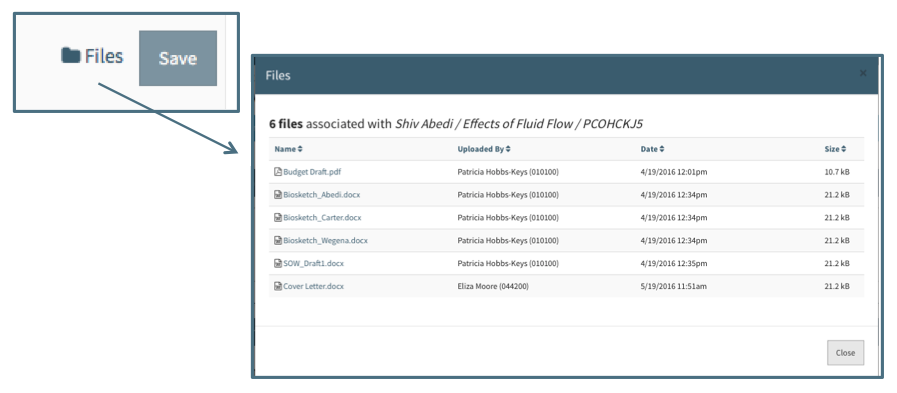 Files Save
Files ×
6 files associated with Shiv Abedi / Effects of Fluid Flow / PCOHCKJ5
Name Uploaded By Date Size
Budget Draft.pdf Patricia Hobbs-Keys (010100) 4/19/2016 12:01pm 10.7 kB
Biosketch_Abedi.docx Patricia Hobbs-Keys (010100) 4/19/2016 12:34pm 21.2 kB
Biosketch_Carter.docx Patricia Hobbs-Keys (010100) 4/19/2016 12:34pm 21.2 kB
Biosketch_Wegena.docx Patricia Hobbs-Keys (010100) 4/19/2016 12:34pm 21.2 kB
SOW_Draft1.docx Patricia Hobbs-Keys (010100) 4/19/2016 12:35pm 21.2 kB
Cover Letter.docx Eliza Moore (044200) 5/19/2016 11:51am 21.2 kB
Close